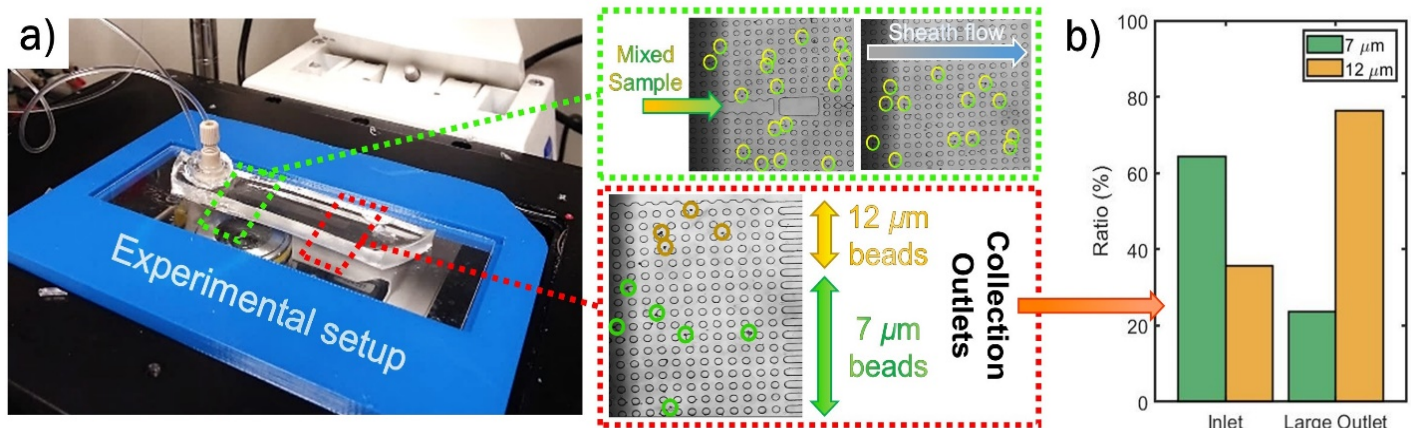 a)
Experimental setup
Mixed
Sample
Sheath flow
12 μm
beads
7 μm
beads
Collection
Outlets
b)
100
80
60
40
20
0
Ratio (%)
7 μm
12 μm
Inlet
Large Outlet